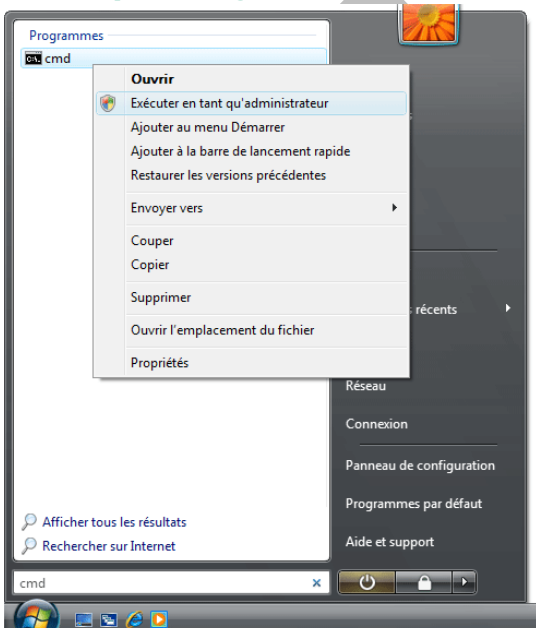 Programmes
cmd
Ouvrir
Exécuter en tant qu'administrateur
Ajouter au menu Démarrer
Ajouter à la barre de lancement rapide
Restaurer les versions précédentes
Envoyer vers
Couper
Copier
Supprimer
Ouvrir l'emplacement du fichier
Propriétés
récents
Réseau
Connexion
Panneau de configuration
Programmes par défaut
Aide et support
Afficher tous les résultats
Rechercher sur Internet
cmd